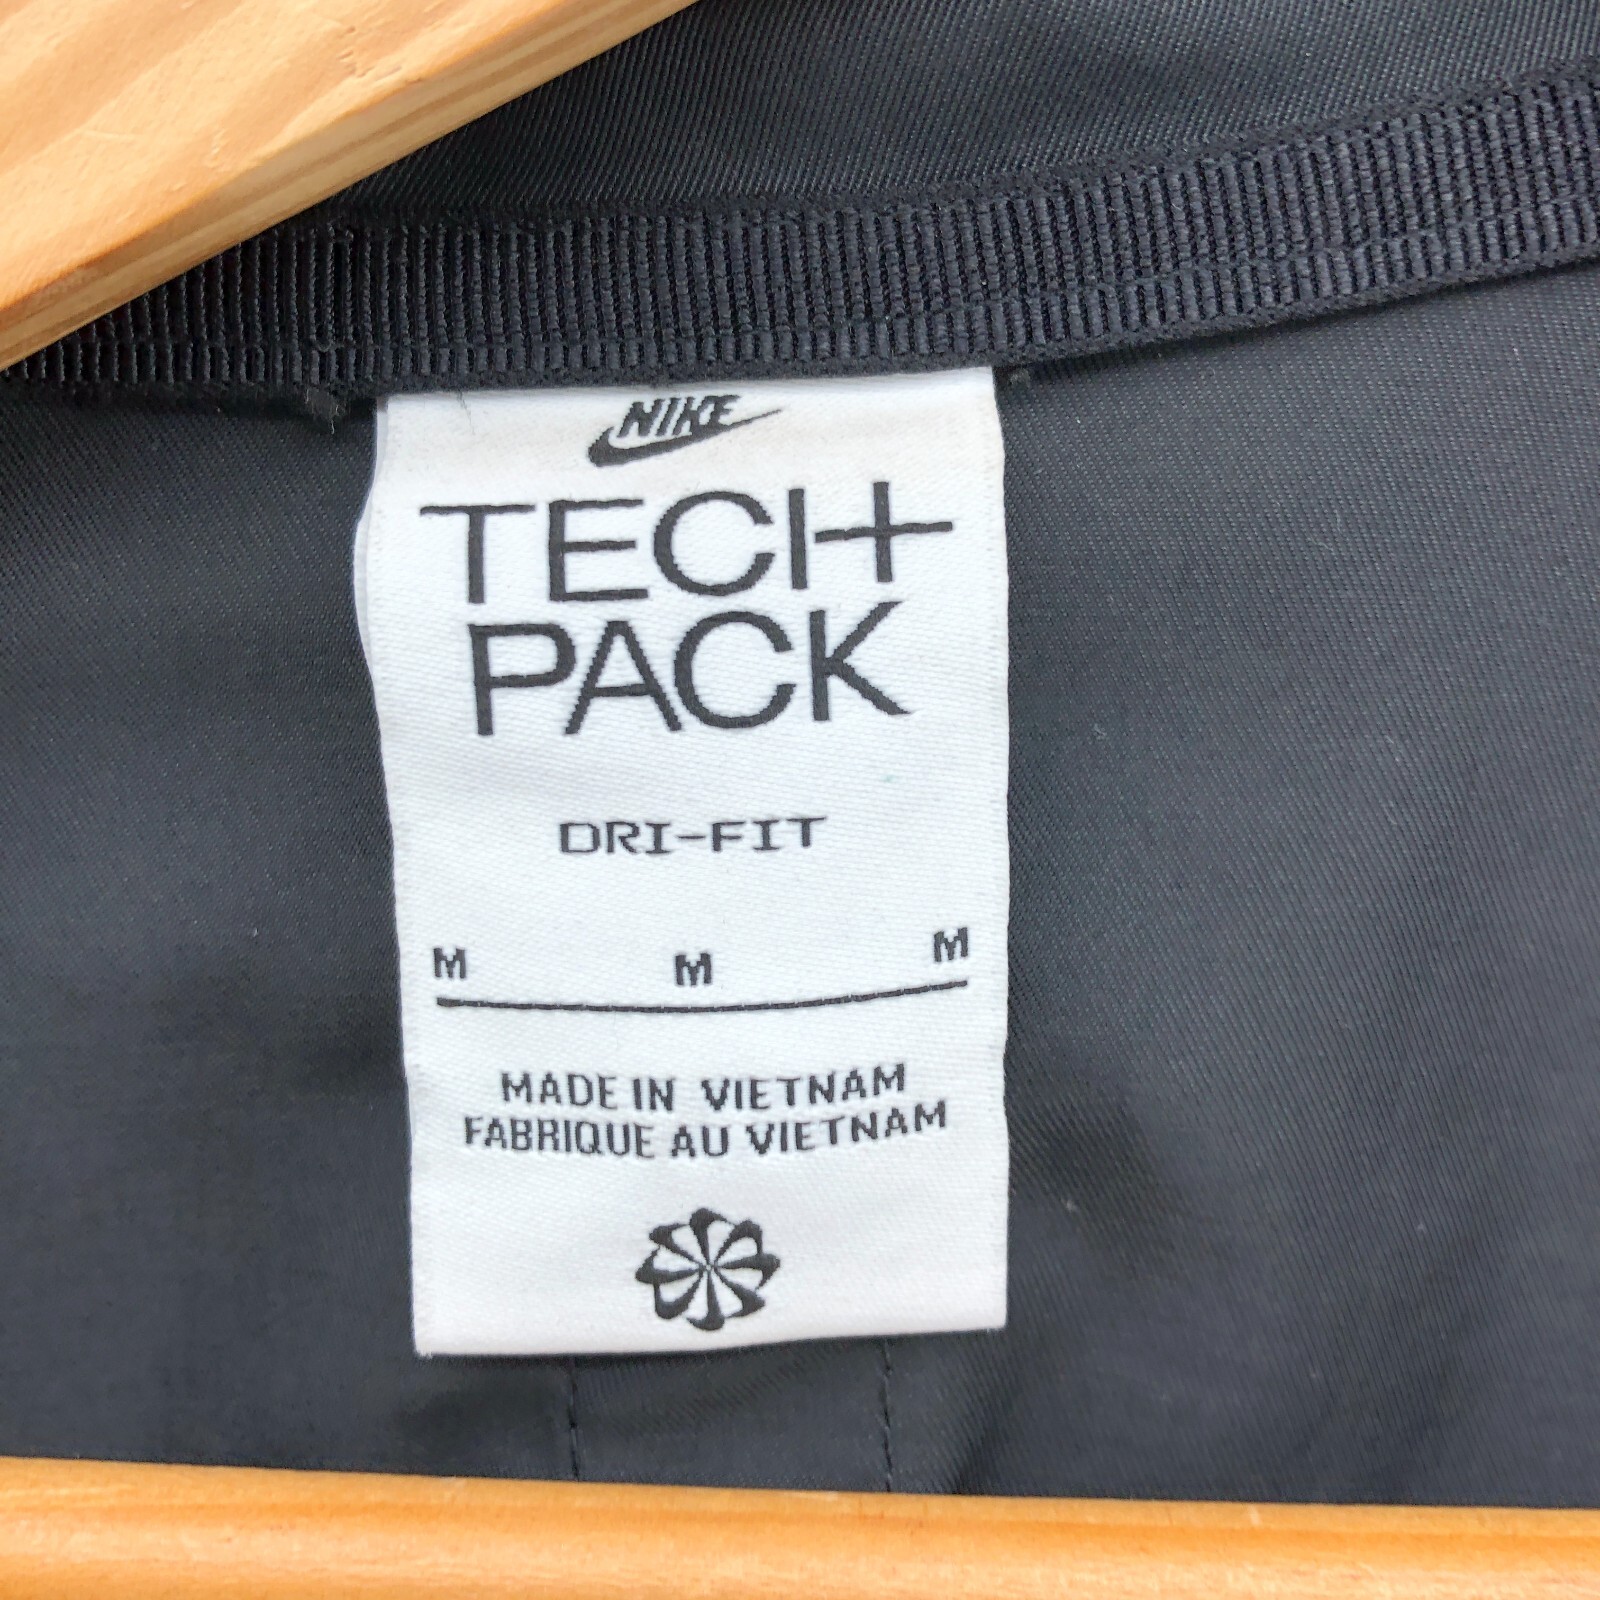 NIKE
TECH
PACK
DRI-FIT
M M M
MADE IN VIETNAM
FABRIQUE AU VIETNAM